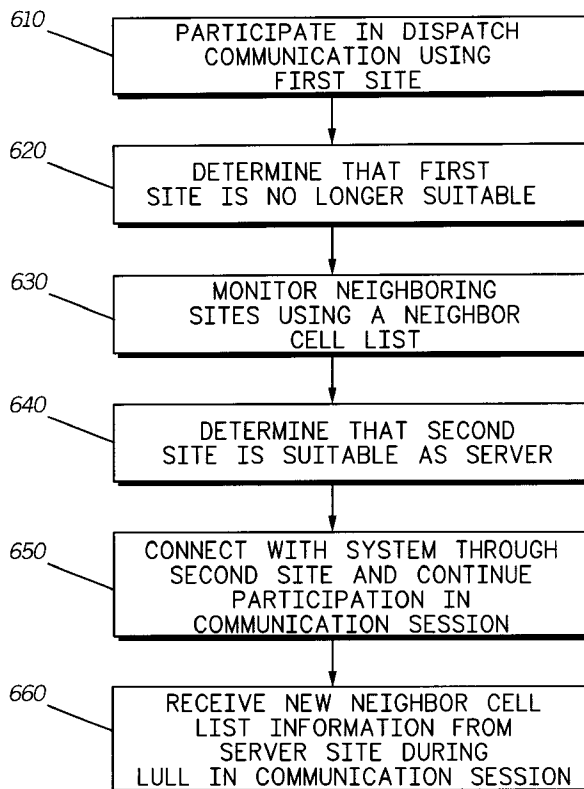 610
PARTICIPATE IN DISPATCH
COMMUNICATION USING
FIRST SITE
620
DETERMINE THAT FIRST
SITE IS NO LONGER SUITABLE
630
MONITOR NEIGHBORING
SITES USING A NEIGHBOR
CELL LIST
640
DETERMINE THAT SECOND
SITE IS SUITABLE AS SERVER
650
CONNECT WITH SYSTEM THROUGH
SECOND SITE AND CONTINUE
PARTICIPATION IN
COMMUNICATION SESSION
660
RECEIVE NEW NEIGHBOR CELL
LIST INFORMATION FROM
SERVER SITE DURING
LULL IN COMMUNICATION SESSION